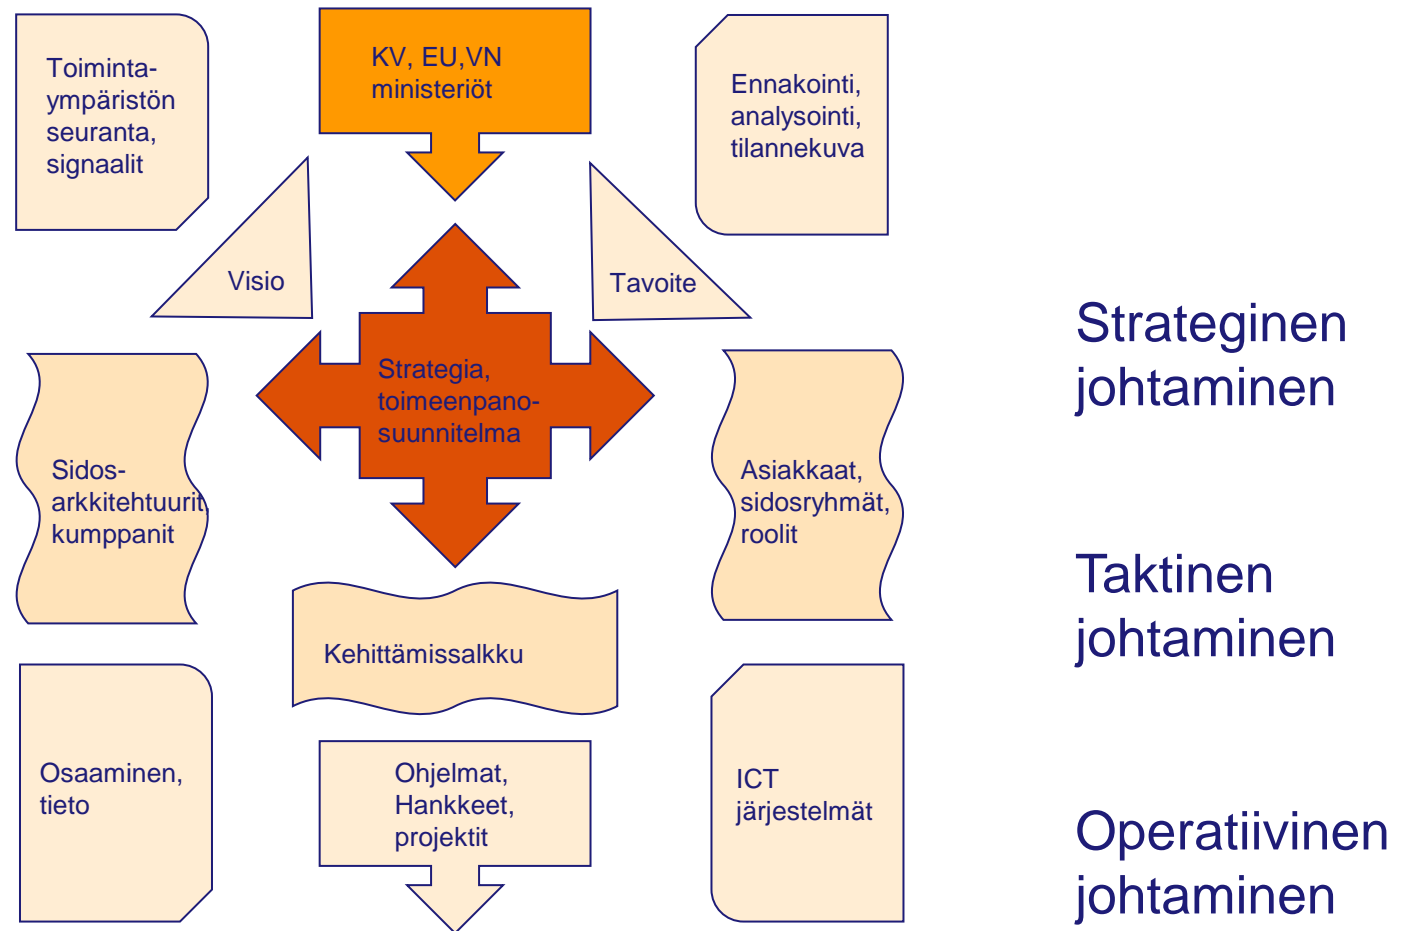 Toiminta-
ympäristön
seuranta,
signaalit
KV, EU,VN
ministeriöt
Ennakointi,
analysointi,
tilannekuva
Visio
Tavoite
Strategia,
toimeenpano-
suunnitelma
Strateginen
johtaminen
Sidos-
arkkitehtuurit,
kumppanit
Asiakkaat,
sidosryhmät,
roolit
Taktinen
johtaminen
Kehittämissalkku
Osaaminen,
tieto
Ohjelmat,
Hankkeet,
projektit
ICT
järjestelmät
Operatiivinen
johtaminen